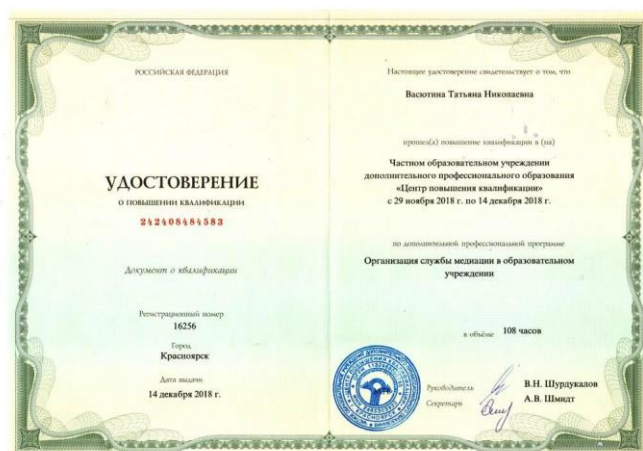 РОССИЙСКАЯ ФЕДЕРАЦИЯ
УДОСТОВЕРЕНИЕ
О ПОВЫШЕНИИ КВАЛИФИКАЦИИ
242408484583
Документ о квалификации
Регистрационный номер
16256
Город
Красноярск
Дата выдачи
14 декабря 2018 г.
Настоящее удостоверение свидетельствует о том, что
Васютина Татьяна Николаевна
прошел(а) повышение квалификации в (на)
Частном образовательном учреждении
дополнительного профессионального образования
«Центр повышения квалификации»
с 29 ноября 2018 г. по 14 декабря 2018 г.
по дополнительной профессиональной программе
Организация службы медиации в образовательном
учреждении
в объёме 108 часов
Руководитель В.Н. Шурдукалов
Секретарь А.В. Шмидт